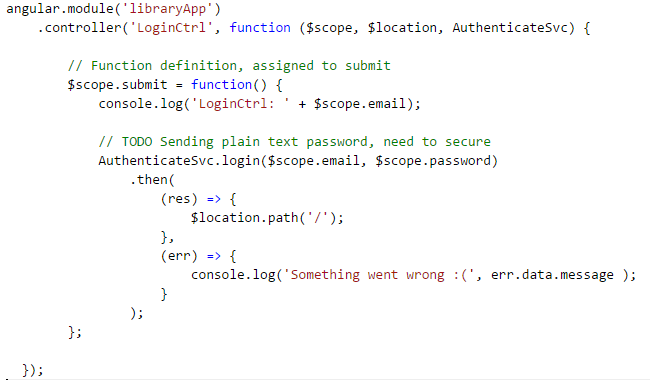 angular.module('libraryApp')
    .controller('LoginCtrl', function ($scope, $location, AuthenticateSvc) {
        // Function definition, assigned to submit
        $scope.submit = function() {
            console.log('LoginCtrl: ' + $scope.email);
            // TODO Sending plain text password, need to secure
            AuthenticateSvc.login($scope.email, $scope.password)
                .then(
                    (res) => {
                        $location.path('/');
                    },
                    (err) => {
                        console.log('Something went wrong :(', err.data.message );
                    }
                );
        };
  });